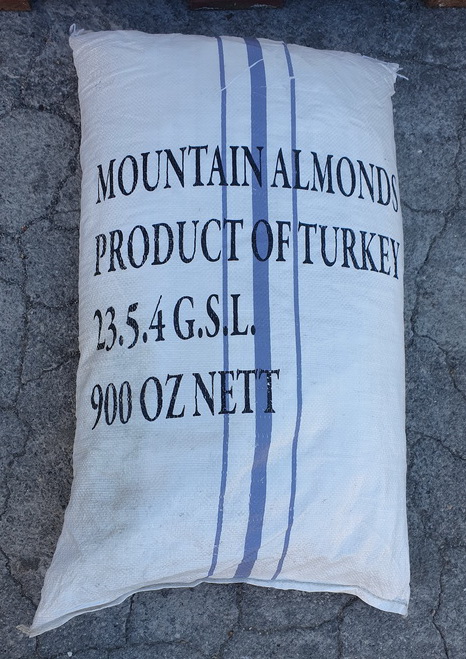 MOUNTAIN ALMONDS
PRODUCT OF TURKEY
23.5.4 G.S.L.
900 OZ NETT